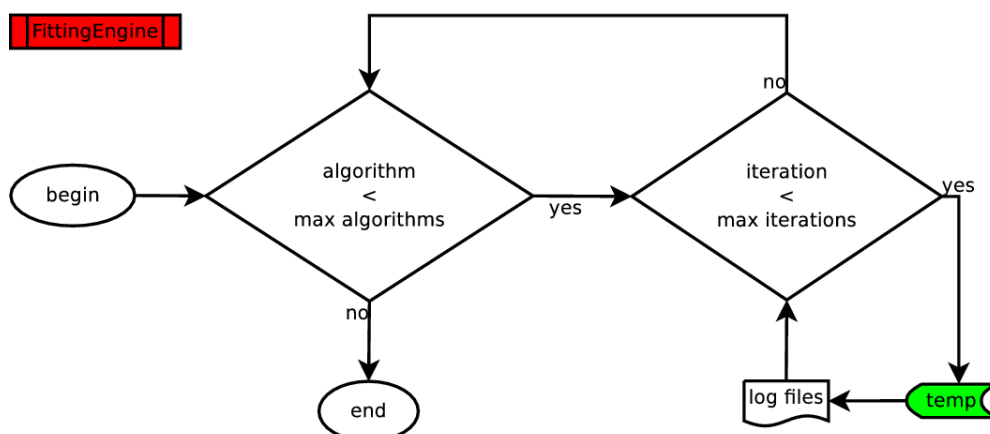 FittingEngine
no
algorithm
<
max algorithms
iteration
<
max iterations
begin
yes
yes
no
end
log files
temp